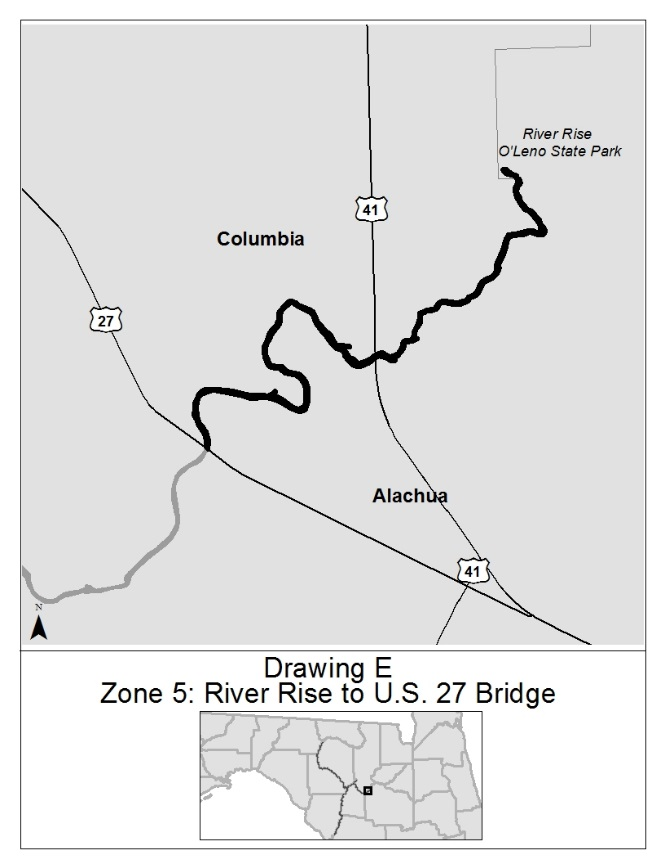 River Rise
O'Leno State Park
41
Columbia
27
Alachua
41
N
Drawing E
Zone 5: River Rise to U.S. 27 Bridge